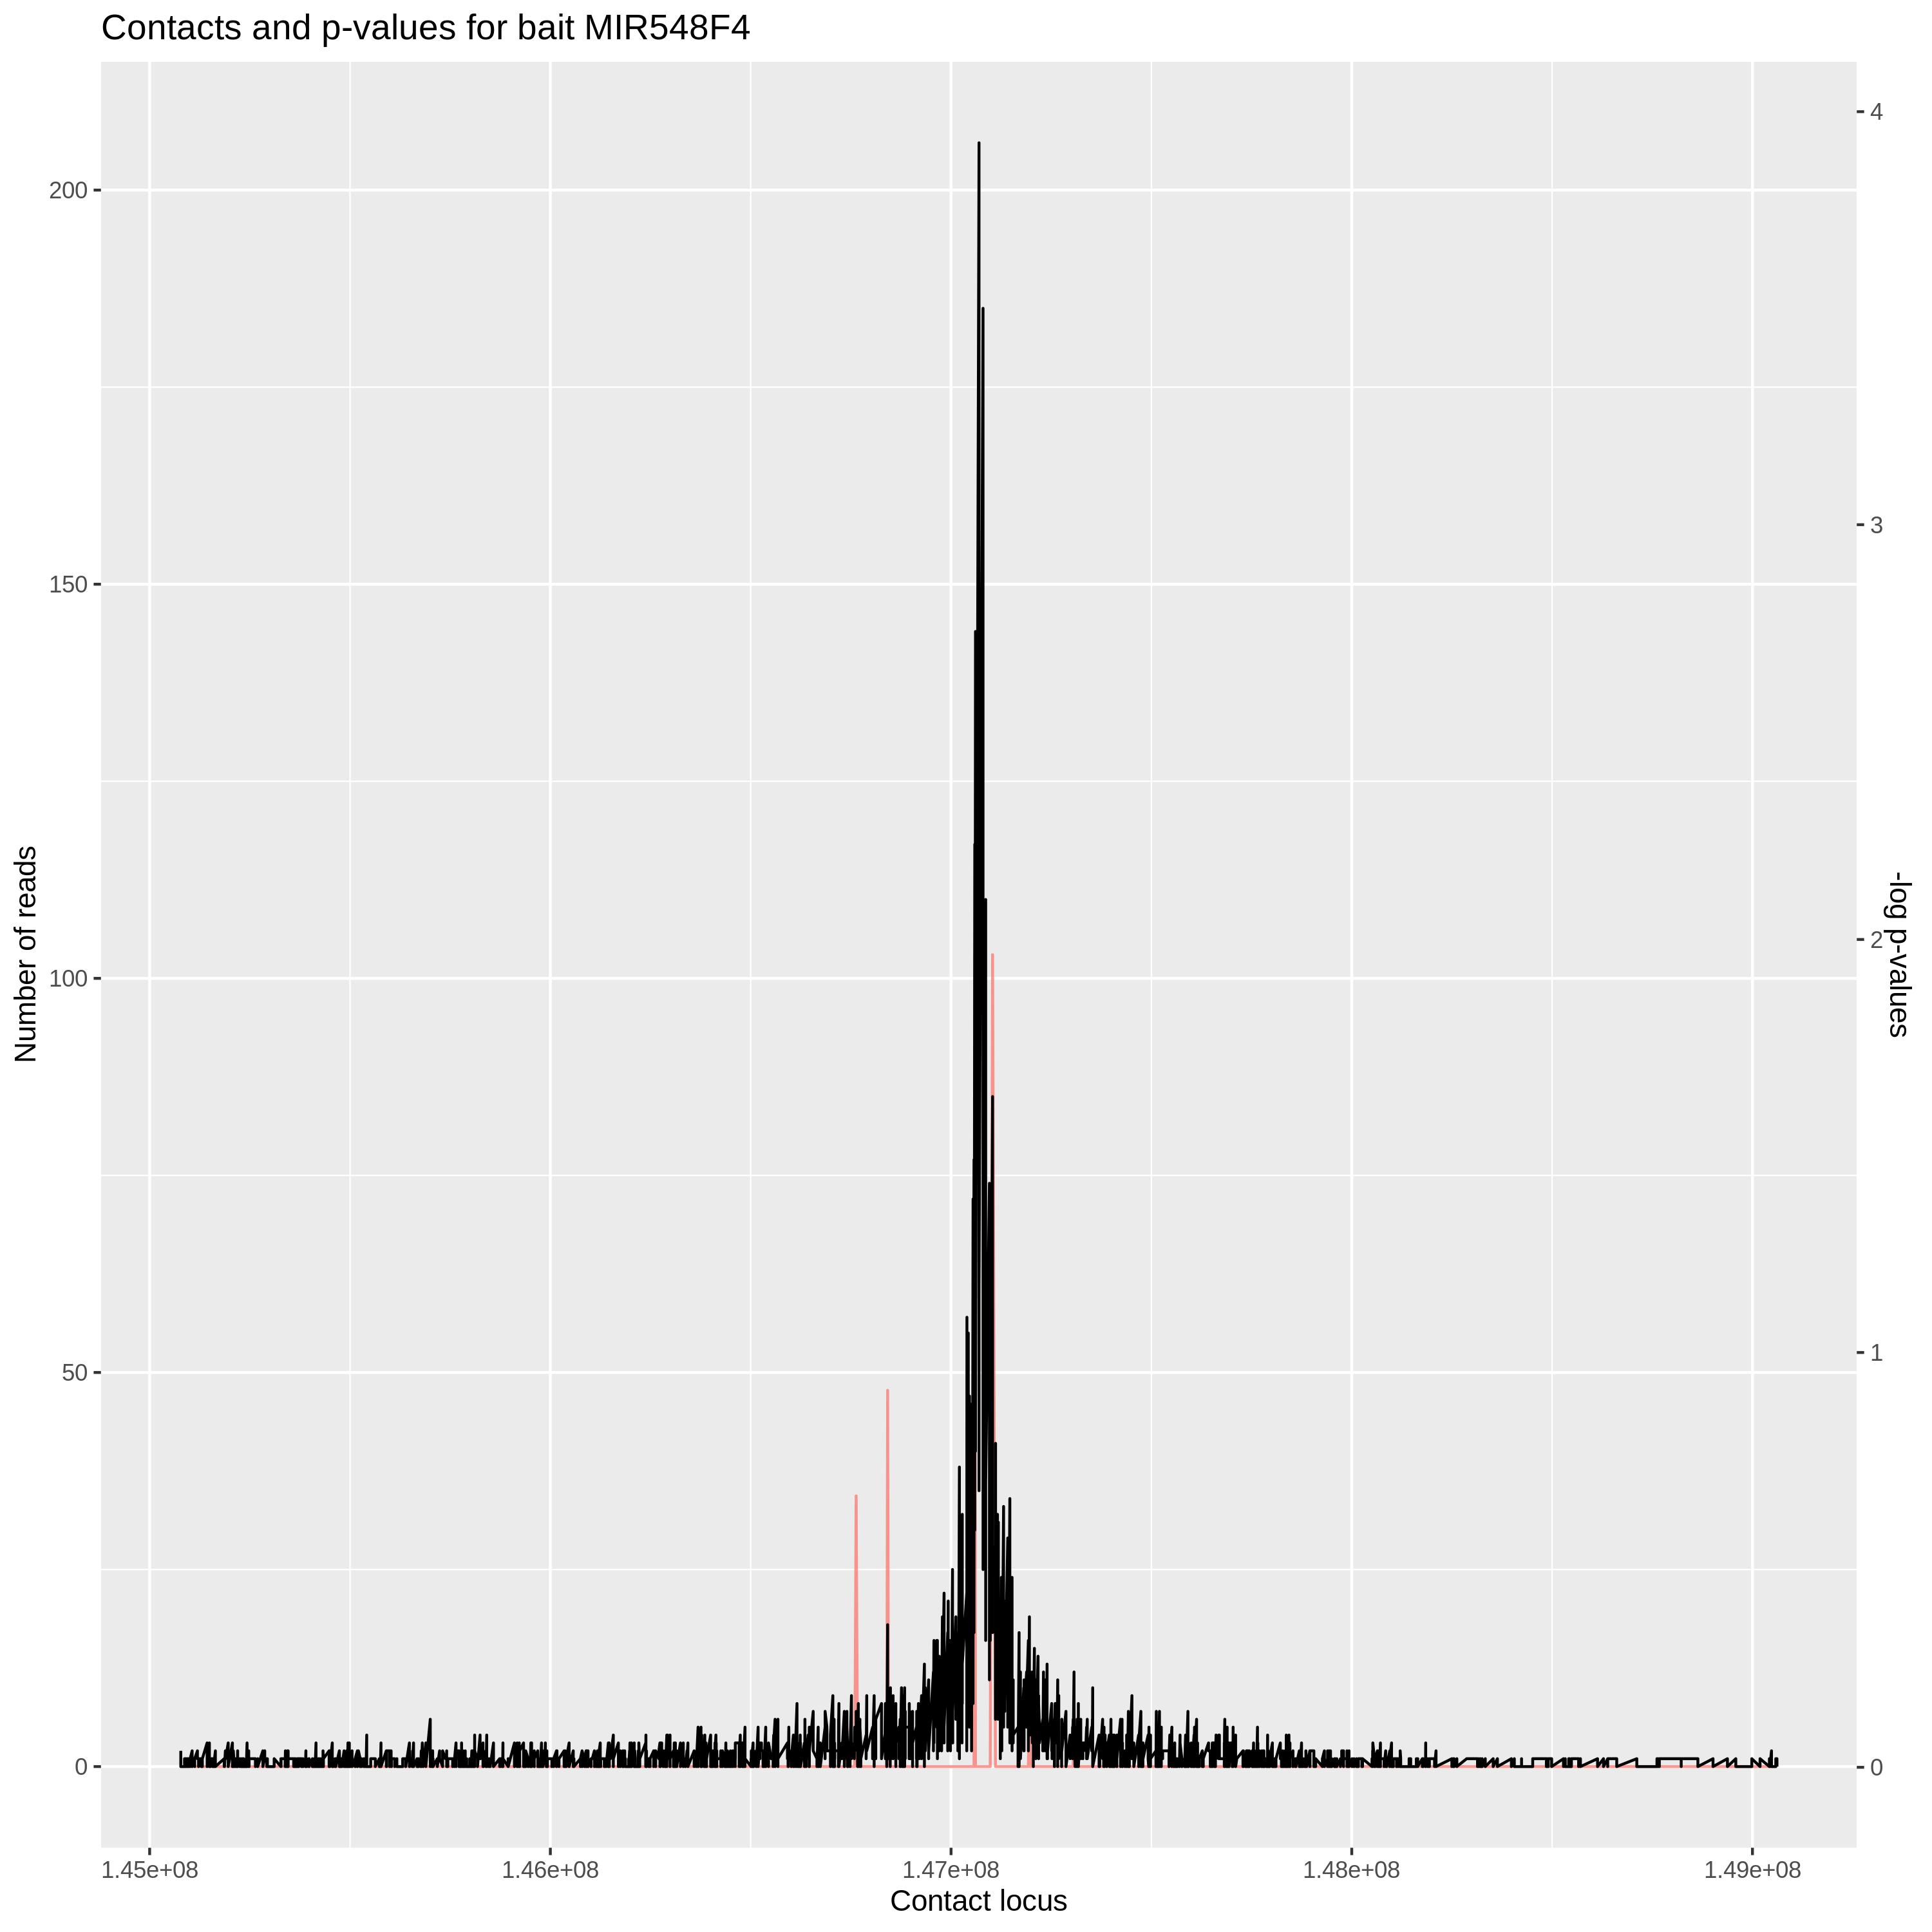 Contacts and p-values for bait MIR548F4
200
150
100
50
0
Number of reads
4
3
2
1
0
-log p-values
1.45e+08
1.46e+08
1.47e+08
1.48e+08
1.49e+08
Contact locus